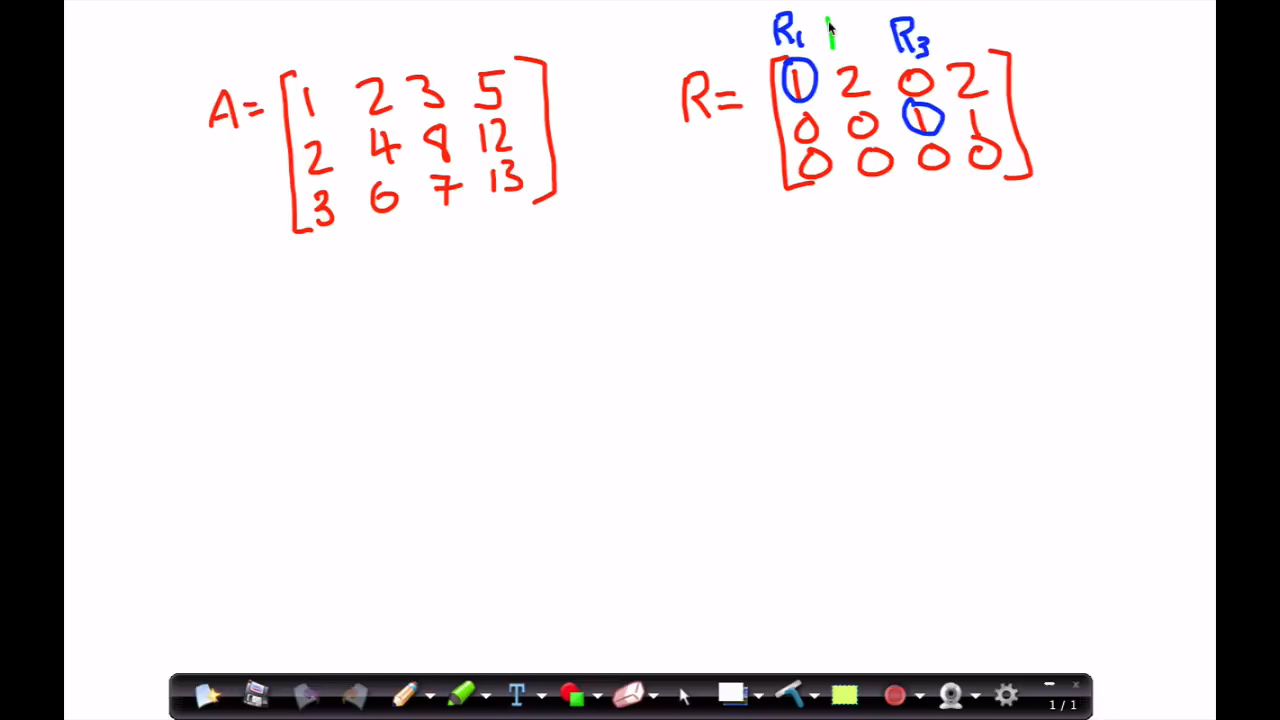 R₁ R₃
A= [1 2 3 5
2 4 8 12
3 6 7 13]
R= [1 2 0 2
0 0 1 1
0 0 0 0]
T
1 / 1